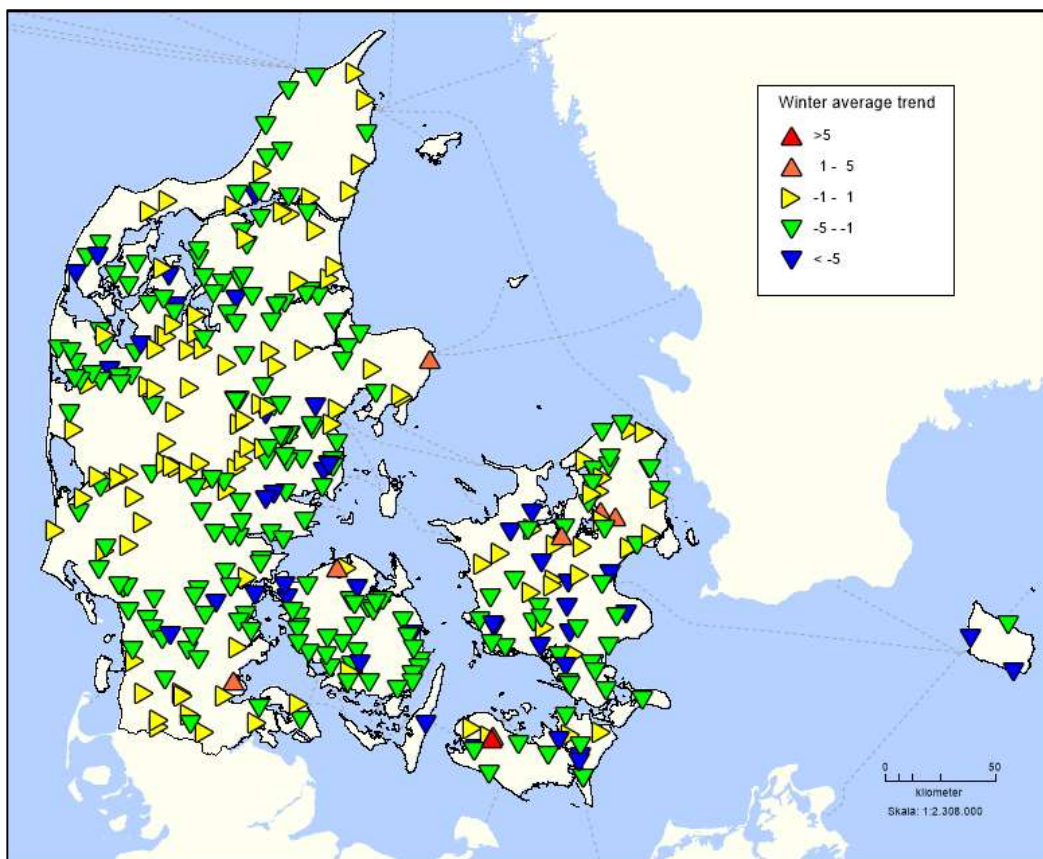 Winter average trend
>5
1 - 5
-1 - 1
-5 - -1
< -5
0 50
kilometer
Skala: 1:2.308.000